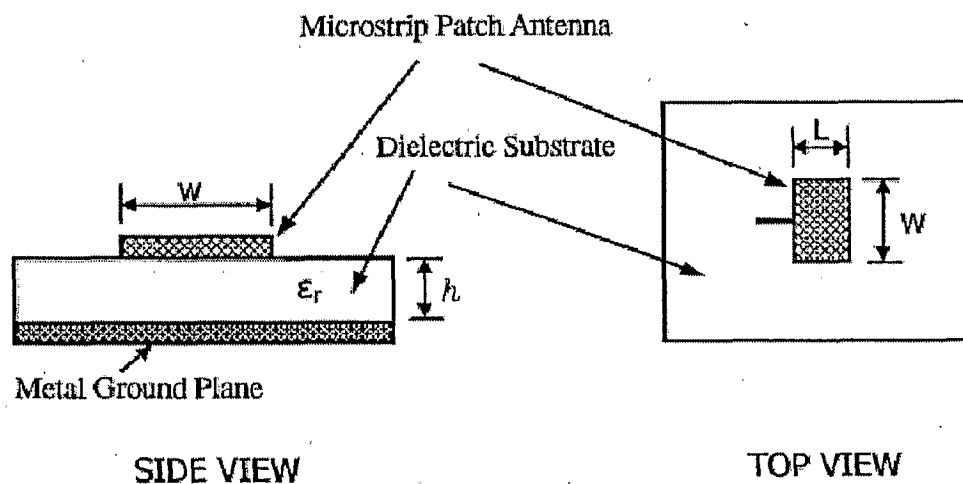 Microstrip Patch Antenna
Dielectric Substrate
W
εr
h
Metal Ground Plane
SIDE VIEW
L
W
TOP VIEW